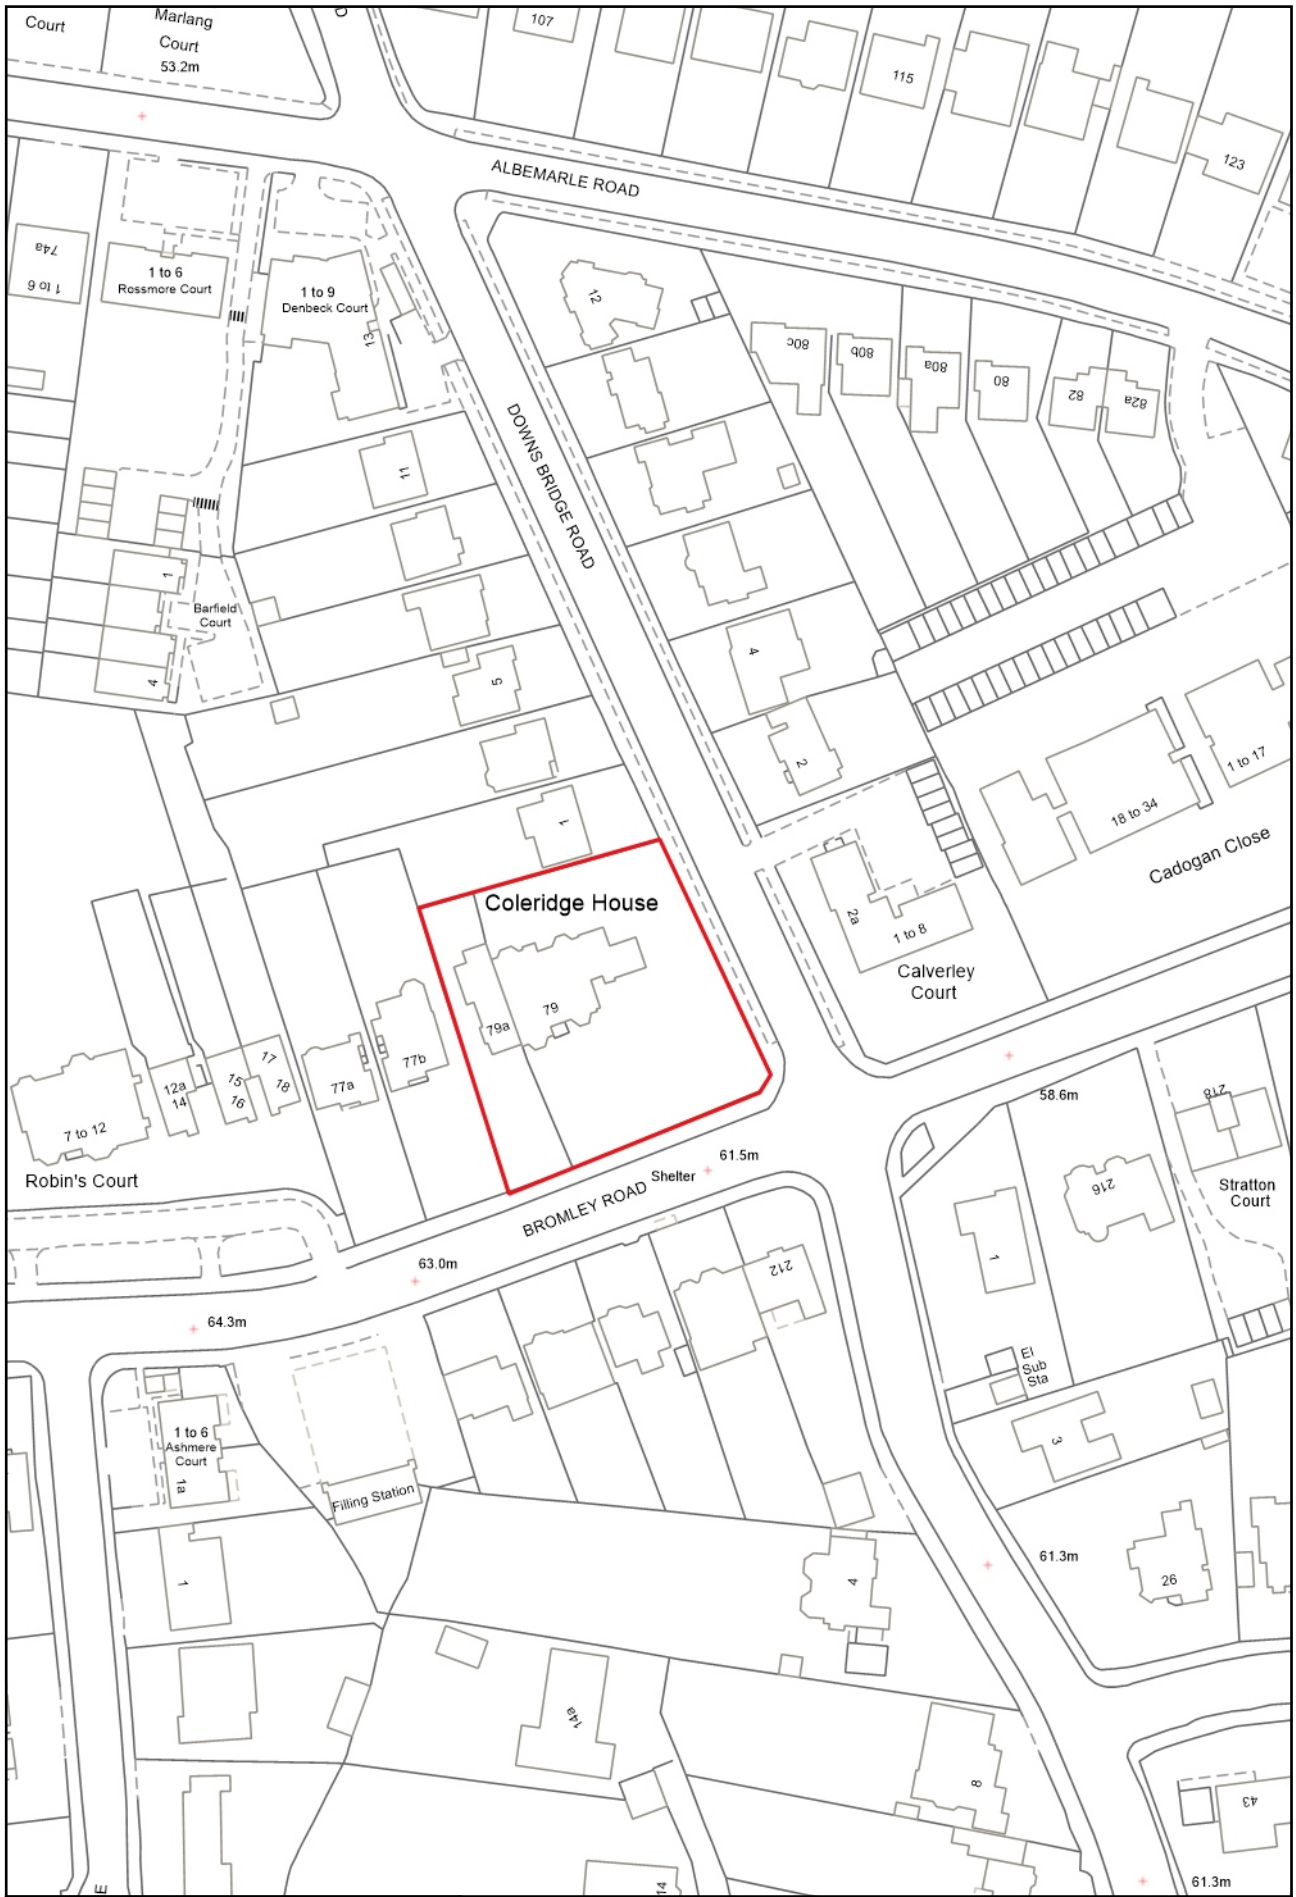 Court
Marlang
Court
53.2m
D
107
115
123
ALBEMARLE ROAD
74a
1 to 6
1 to 6
Rossmore Court
1 to 9
Denbeck Court
13
12
80c
80b
80a
80
82
82a
DOWNS BRIDGE ROAD
11
1
Barfield
Court
4
5
4
2
1
1 to 17
18 to 34
Cadogan Close
Coleridge House
2a
1 to 8
Calverley
Court
79a
79
77b
77a
17
18
15
16
12a
14
7 to 12
Robin's Court
58.6m
218
61.5m
Shelter
BROMLEY ROAD
216
Stratton
Court
1
63.0m
212
64.3m
El
Sub
Sta
1 to 6
Ashmere
Court
1a
3
Filling Station
61.3m
1
4
26
14a
8
43
E
14
61.3m